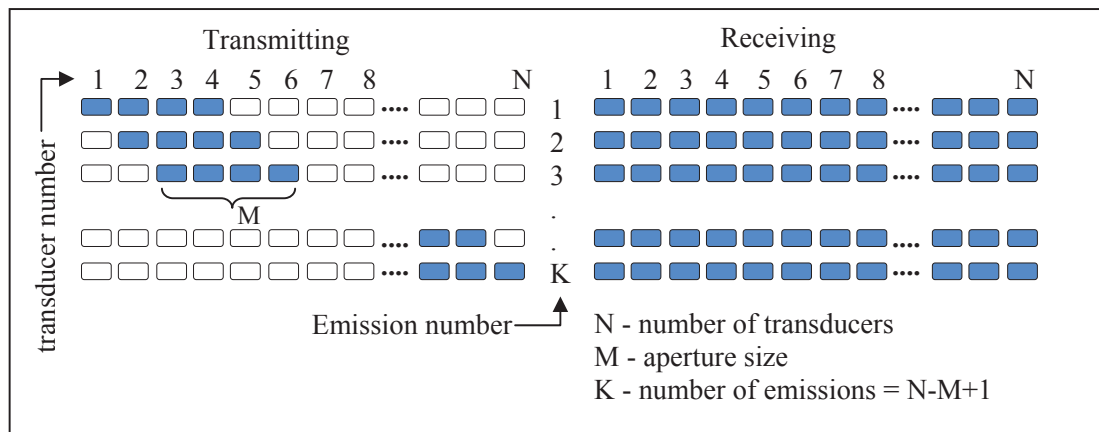 Transmitting
Receiving
1 2 3 4 5 6 7 8 N
1 2 3 4 5 6 7 8 N
transducer number
....
1
....
....
2
....
....
3
....
M
.
....
.
....
....
K
....
Emission number
N - number of transducers
M - aperture size
K - number of emissions = N-M+1